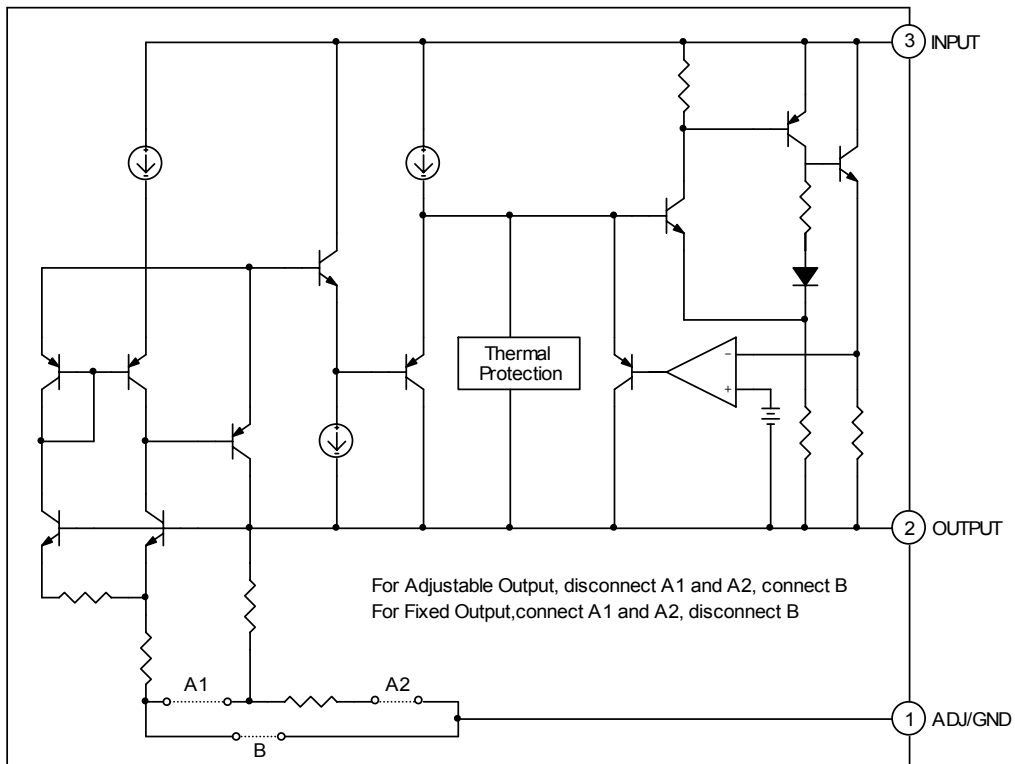 3 INPUT
Thermal
Protection
−
+
2 OUTPUT
For Adjustable Output, disconnect A1 and A2, connect B
For Fixed Output,connect A1 and A2, disconnect B
A1
A2
1 ADJ/GND
B